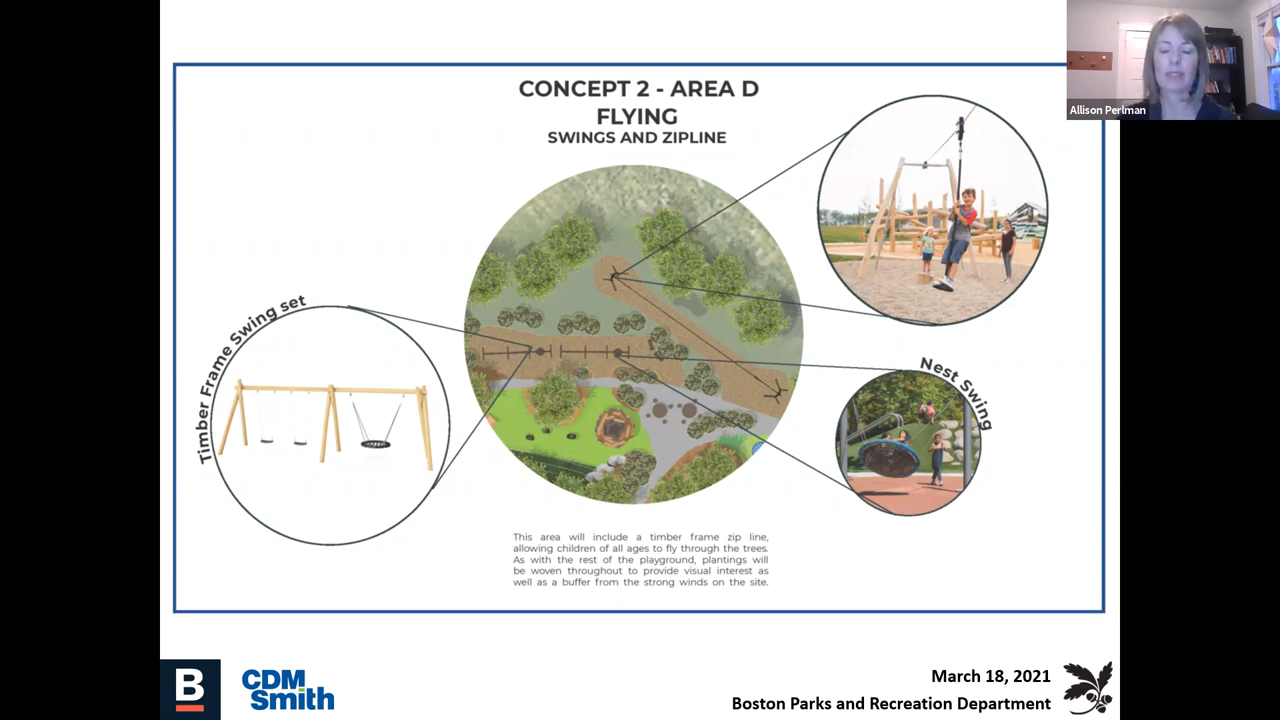 Allison Perlman
CONCEPT 2 - AREA D
FLYING
SWINGS AND ZIPLINE
Timber Frame Swing set
Nest Swing
This area will include a timber frame zip line,
allowing children of all ages to fly through the trees.
As with the rest of the playground, plantings will
be woven throughout to provide visual interest as
well as a buffer from the strong winds on the site.
B
CDM
Smith
March 18, 2021
Boston Parks and Recreation Department